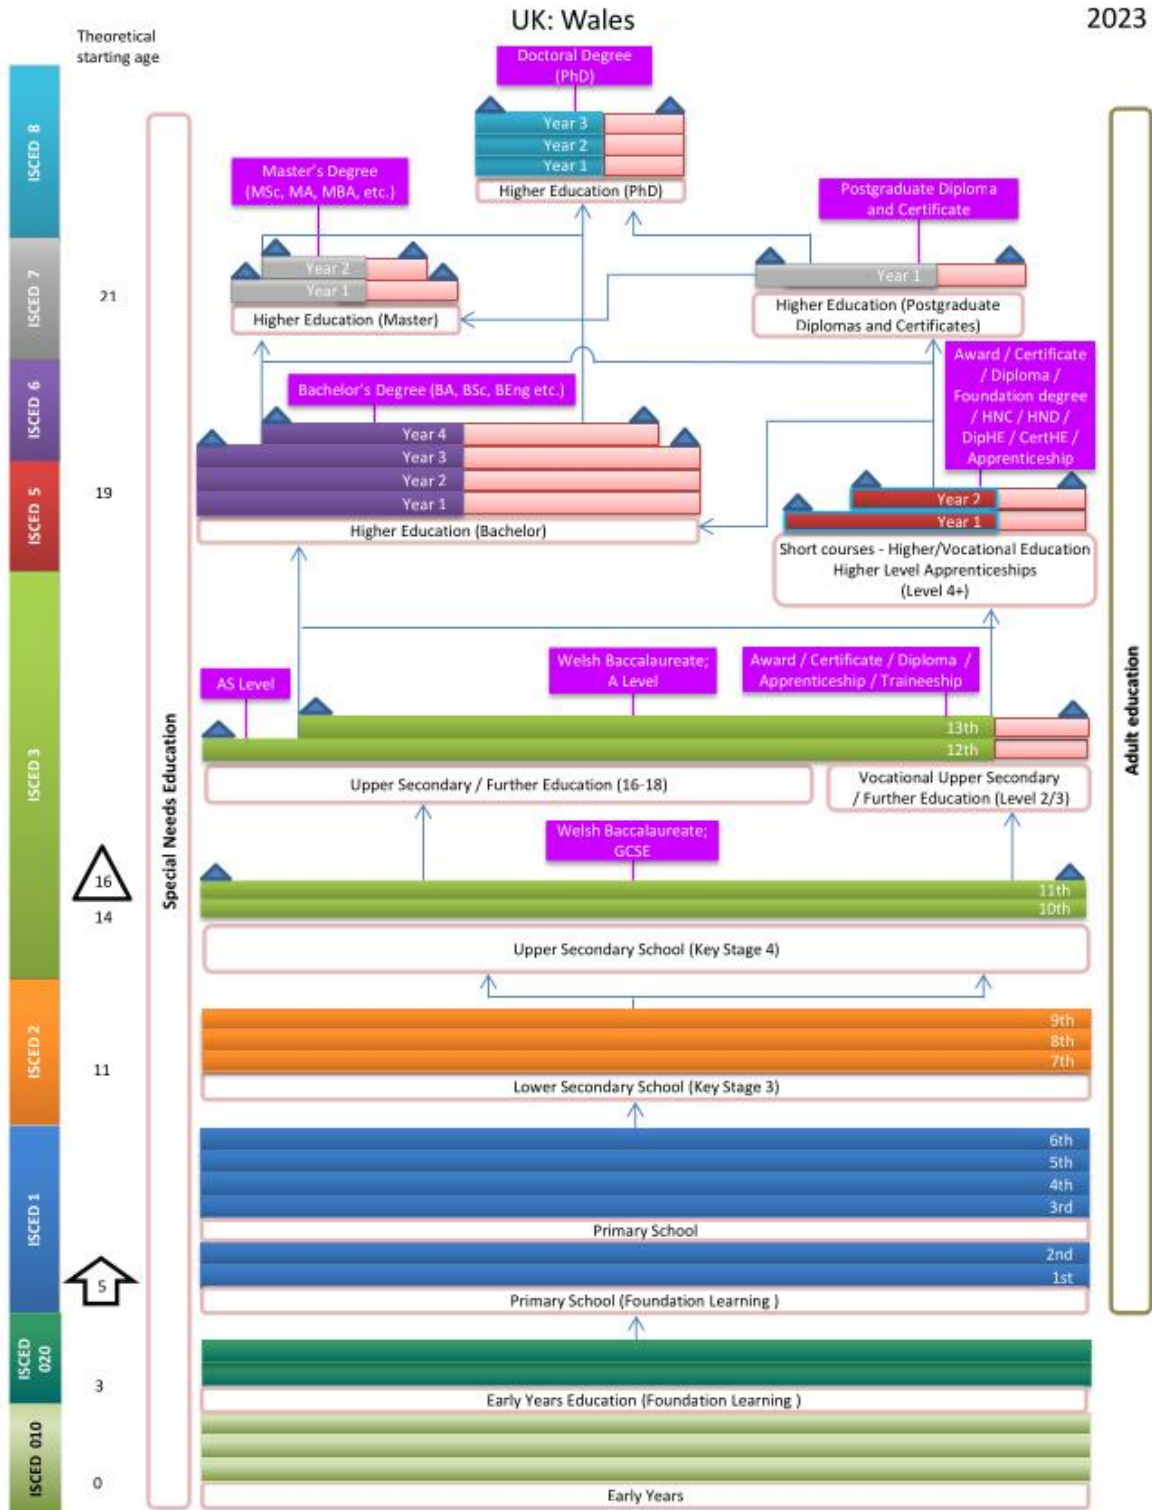 UK: Wales
2023
Theoretical
starting age
Doctoral Degree
(PhD)
ISCED 8
Year 3
Year 2
Year 1
Higher Education (PhD)
Master's Degree
(MSc, MA, MBA, etc.)
Postgraduate Diploma
and Certificate
ISCED 7
21
Year 2
Year 1
Higher Education (Master)
Year 1
Higher Education (Postgraduate
Diplomas and Certificates)
ISCED 6
Bachelor's Degree (BA, BSc, BEng etc.)
Award / Certificate
/ Diploma /
Foundation degree
/ HNC / HND /
DipHE / CertHE /
Apprenticeship
Year 4
Year 3
Year 2
Year 1
Higher Education (Bachelor)
ISCED 5
19
Year 2
Year 1
Short courses - Higher/Vocational Education
Higher Level Apprenticeships
(Level 4+)
ISCED 3
AS Level
Welsh Baccalaureate;
A Level
Award / Certificate / Diploma /
Apprenticeship / Traineeship
13th
12th
Upper Secondary / Further Education (16-18)
Vocational Upper Secondary
/ Further Education (Level 2/3)
Special Needs Education
Adult education
Welsh Baccalaureate;
GCSE
16
14
11th
10th
Upper Secondary School (Key Stage 4)
ISCED 2
11
9th
8th
7th
Lower Secondary School (Key Stage 3)
ISCED 1
6th
5th
4th
3rd
Primary School
2nd
1st
5
Primary School (Foundation Learning )
ISCED
020
3
Early Years Education (Foundation Learning )
ISCED 010
0
Early Years